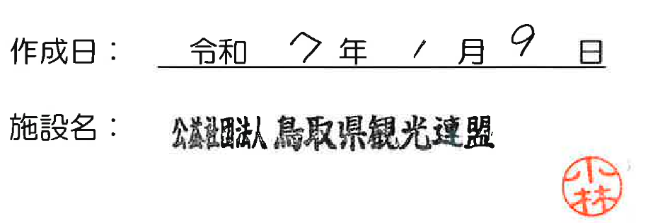 作成日： 令和 7 年 1 月 9 日
施設名： 公益社団法人 鳥取県観光連盟
小林